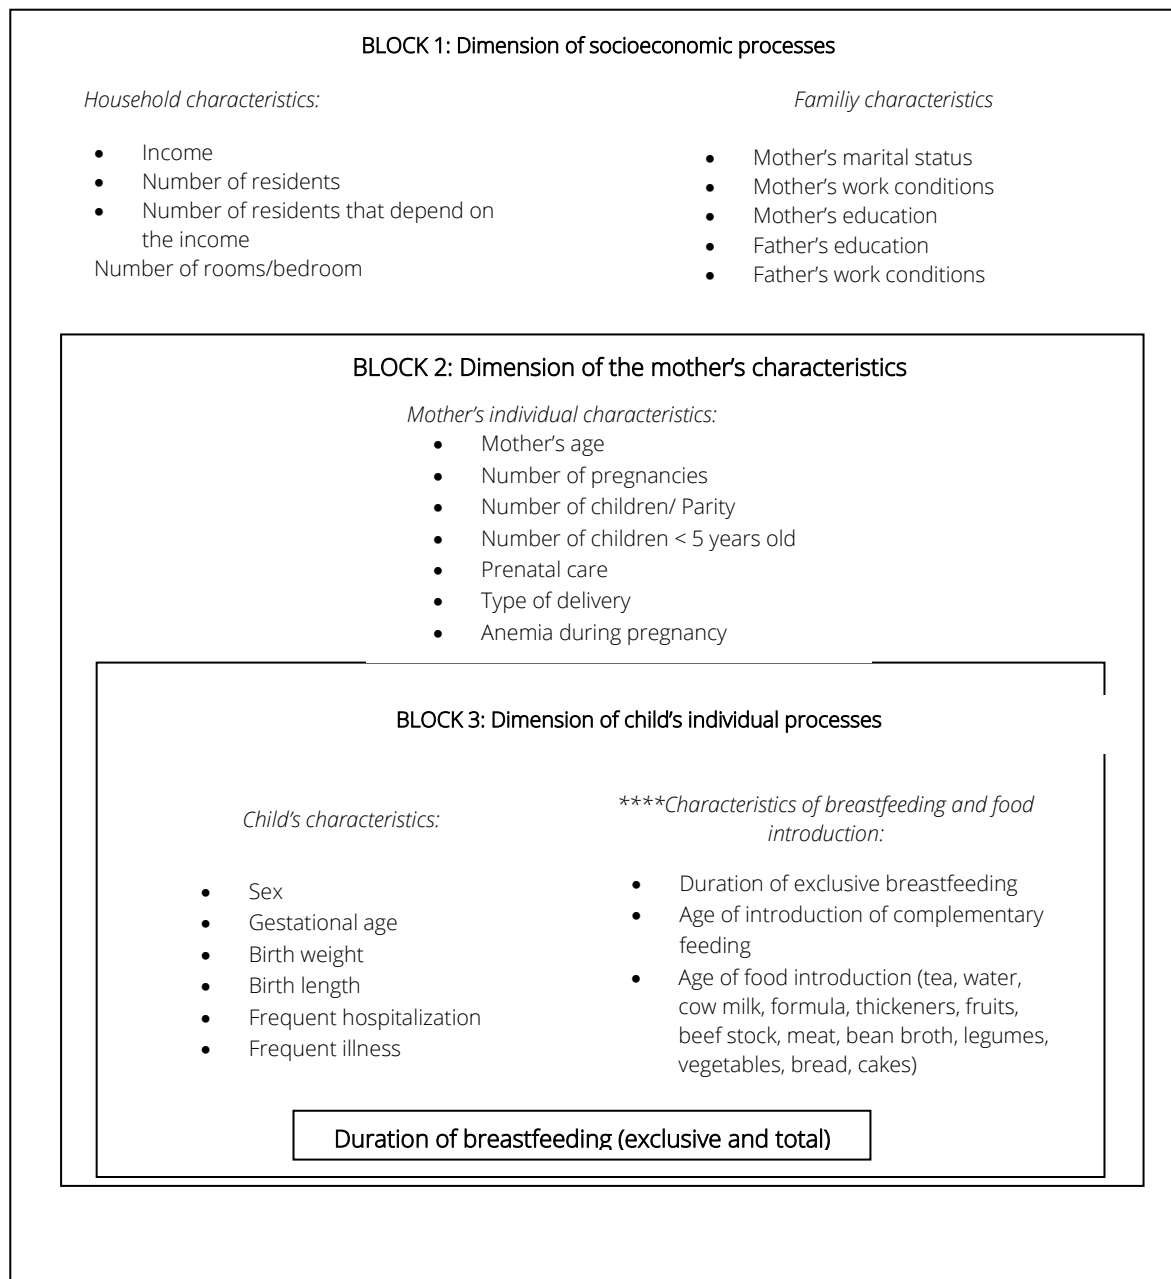 BLOCK 1: Dimension of socioeconomic processes
Household characteristics:
• Income
• Number of residents
• Number of residents that depend on
the income
Number of rooms/bedroom
Familiy characteristics
• Mother’s marital status
• Mother’s work conditions
• Mother’s education
• Father’s education
• Father’s work conditions
BLOCK 2: Dimension of the mother’s characteristics
Mother’s individual characteristics:
• Mother’s age
• Number of pregnancies
• Number of children/ Parity
• Number of children < 5 years old
• Prenatal care
• Type of delivery
• Anemia during pregnancy
BLOCK 3: Dimension of child’s individual processes
Child’s characteristics:
• Sex
• Gestational age
• Birth weight
• Birth length
• Frequent hospitalization
• Frequent illness
****Characteristics of breastfeeding and food
introduction:
• Duration of exclusive breastfeeding
• Age of introduction of complementary
feeding
• Age of food introduction (tea, water,
cow milk, formula, thickeners, fruits,
beef stock, meat, bean broth, legumes,
vegetables, bread, cakes)
Duration of breastfeeding (exclusive and total)